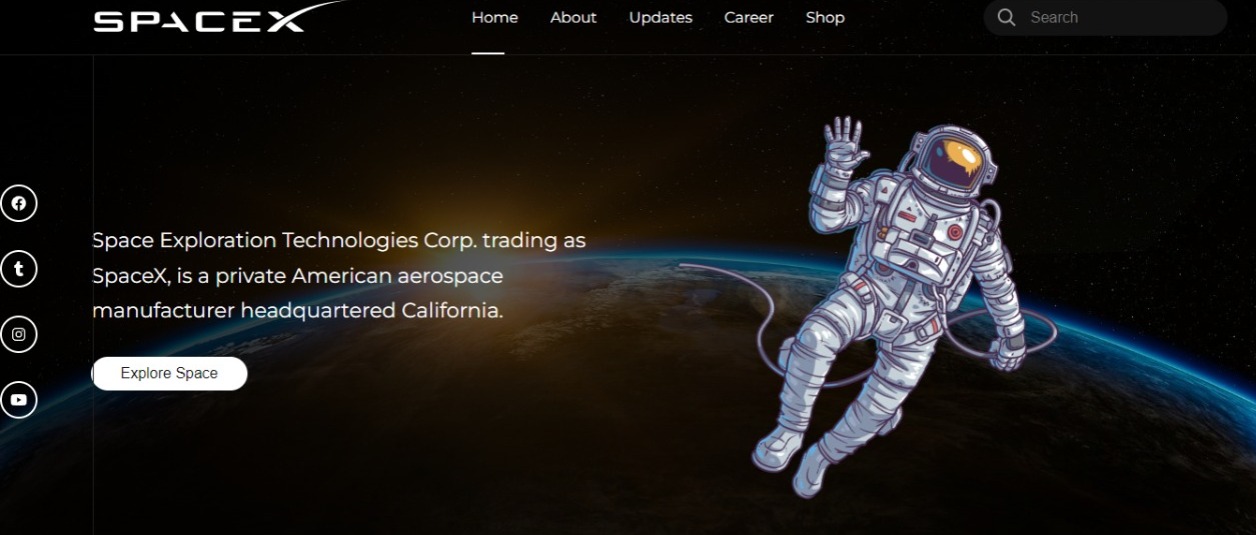 SPACEX
Home About Updates Career Shop
Search
Space Exploration Technologies Corp. trading as
SpaceX, is a private American aerospace
manufacturer headquartered California.
Explore Space